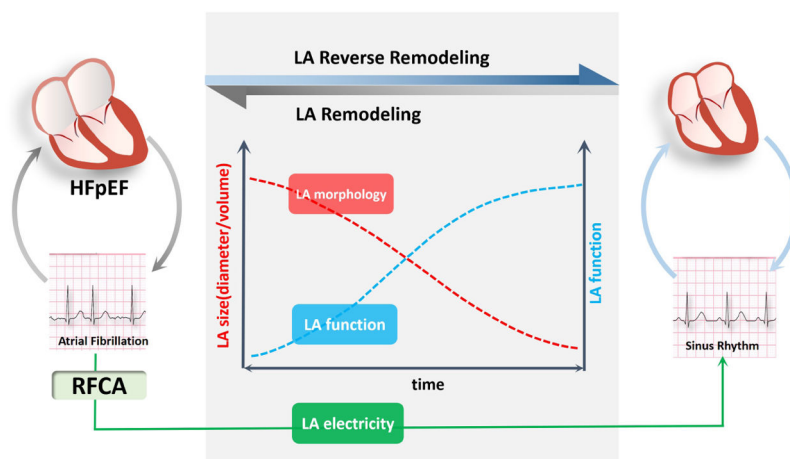 LA Reverse Remodeling
LA Remodeling
HFpEF
Atrial Fibrillation
RFCA
LA size(diameter/volume)
LA morphology
LA function
LA function
time
LA electricity
Sinus Rhythm